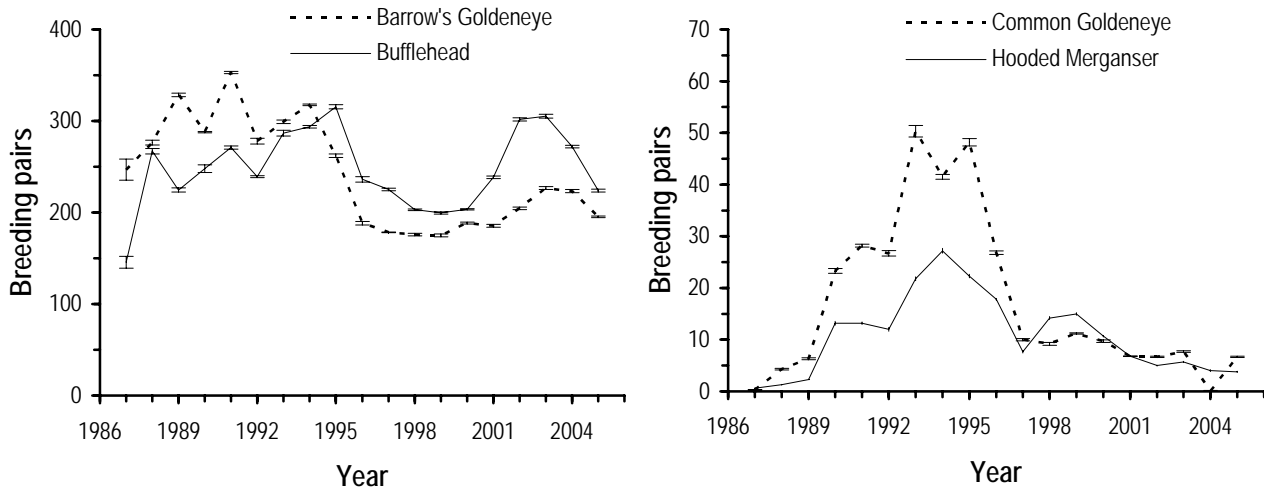 Barrow's Goldeneye
Bufflehead
400
300
200
100
0
Breeding pairs
1986 1989 1992 1995 1998 2001 2004
Year
Common Goldeneye
Hooded Merganser
70
60
50
40
30
20
10
0
Breeding pairs
1986 1989 1992 1995 1998 2001 2004
Year